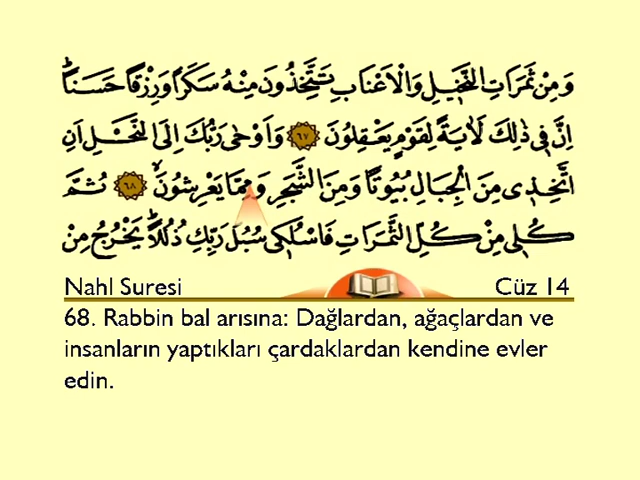 وَمِنْ ثَمَرَاتِ النَّخ۪يلِ وَالْاَعْنَابِ تَتَّخِذُونَ مِنْهُ سَكَرًا وَرِزْقًا حَسَنًاۜ
اِنَّ ف۪ي ذٰلِكَ لَاٰيَةً لِقَوْمٍ يَعْقِلُونَ ﴿٦٧﴾ وَاَوْحٰى رَبُّكَ اِلَى النَّحْلِ اَنِ
اتَّخِذ۪ي مِنَ الْجِبَالِ بُيُوتًا وَمِنَ الشَّجَرِ وَمِمَّا يَعْرِشُونَۙ ﴿٦٨﴾ ثُمَّ
كُل۪ي مِنْ كُلِّ الثَّمَرَاتِ فَاسْلُك۪ي سُبُلَ رَبِّكِ ذُلُلًاۜ يَخْرُجُ مِنْ
Nahl Suresi Cüz 14
68. Rabbin bal arısına: Dağlardan, ağaçlardan ve
insanların yaptıkları çardaklardan kendine evler
edin.